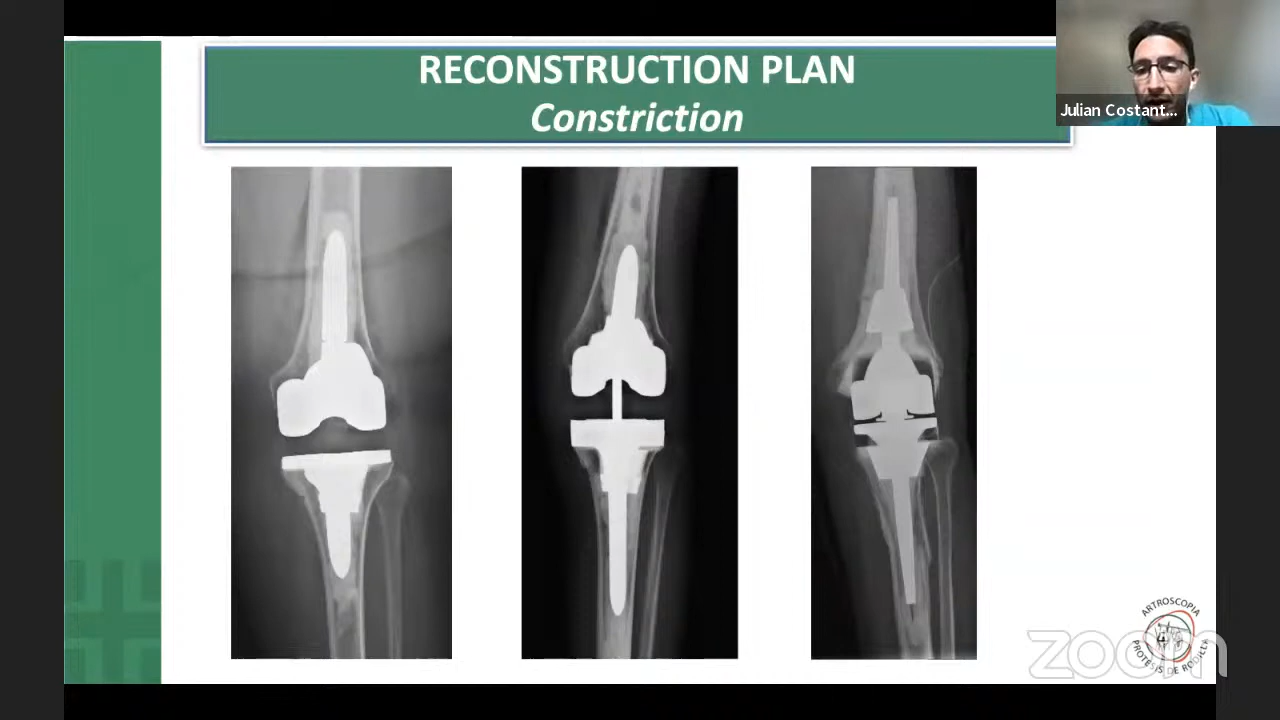 RECONSTRUCTION PLAN
Constriction
Julian Costant...
ARTROSCOPIA
PROTESIS DE RODILLA
zoom